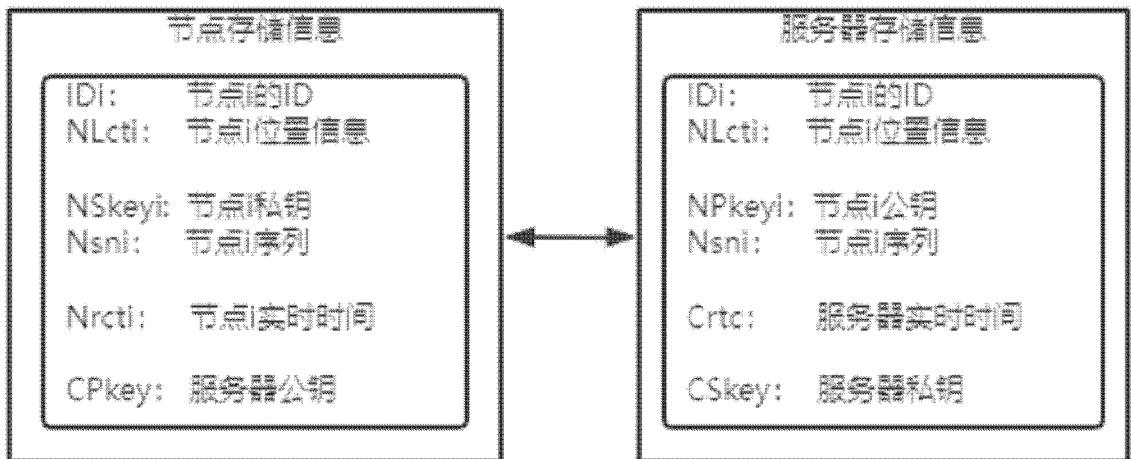 节点存储信息
IDi: 节点i的ID
NLcti: 节点i位置信息
NSkeyi: 节点i私钥
Nsni: 节点i序列
Nrcti: 节点i实时时间
CPkey: 服务器公钥
服务器存储信息
IDi: 节点i的ID
NLcti: 节点i位置信息
NPkeyi: 节点i公钥
Nsni: 节点i序列
Crtc: 服务器实时时间
CSkey: 服务器私钥